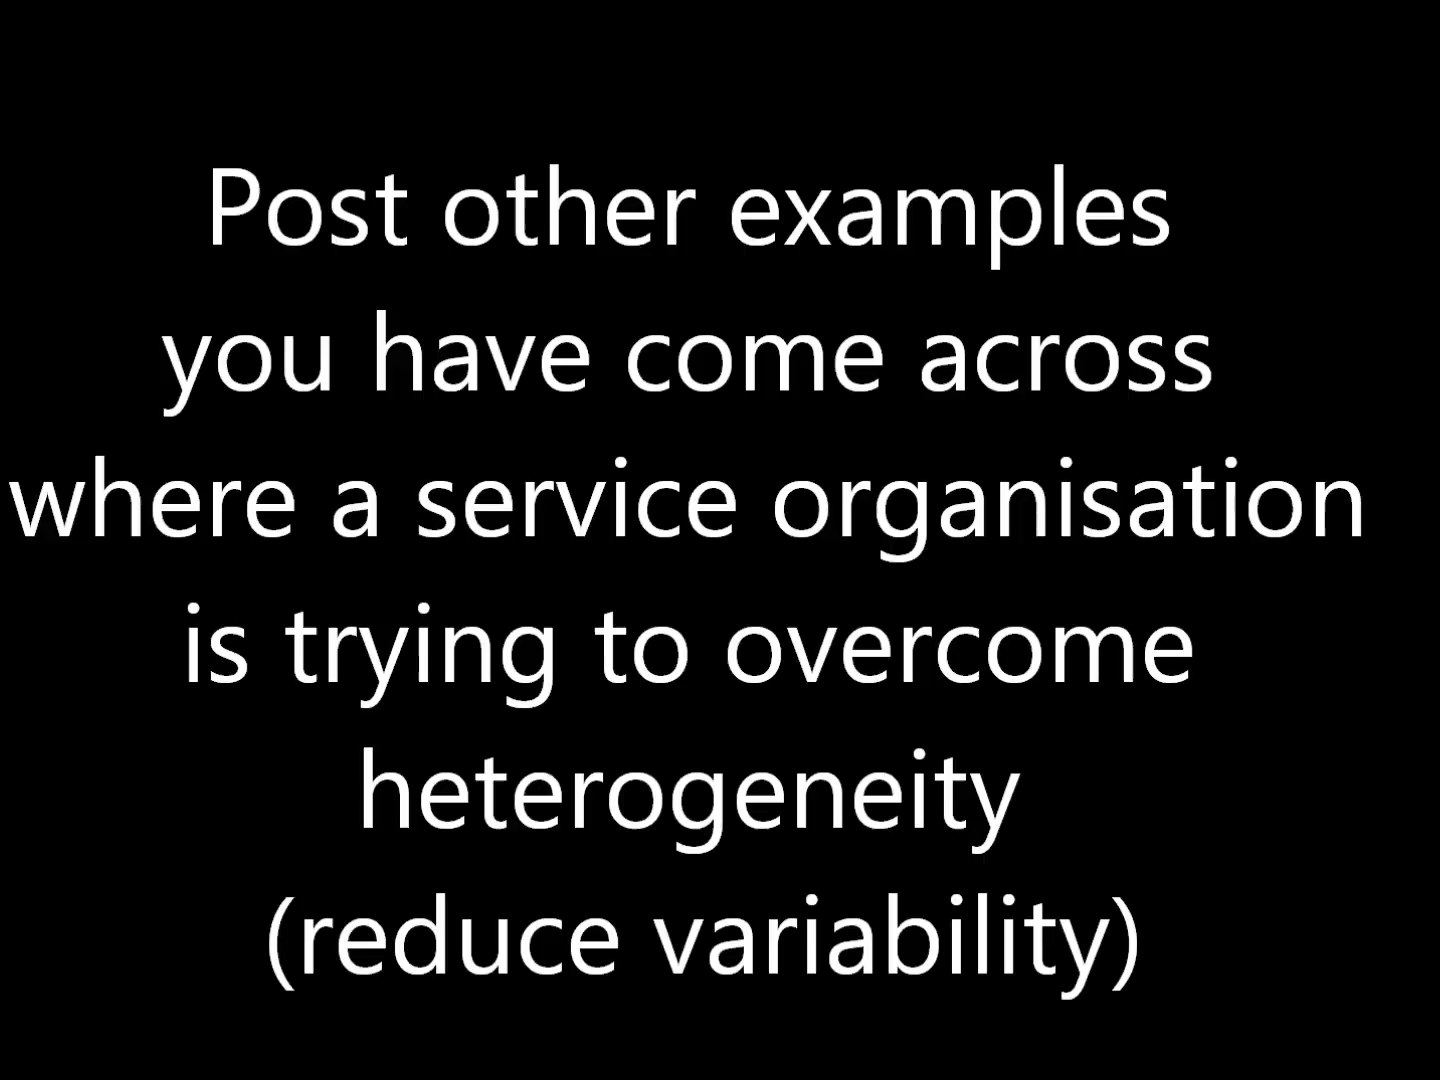 Post other examples
you have come across
where a service organisation
is trying to overcome
heterogeneity
(reduce variability)